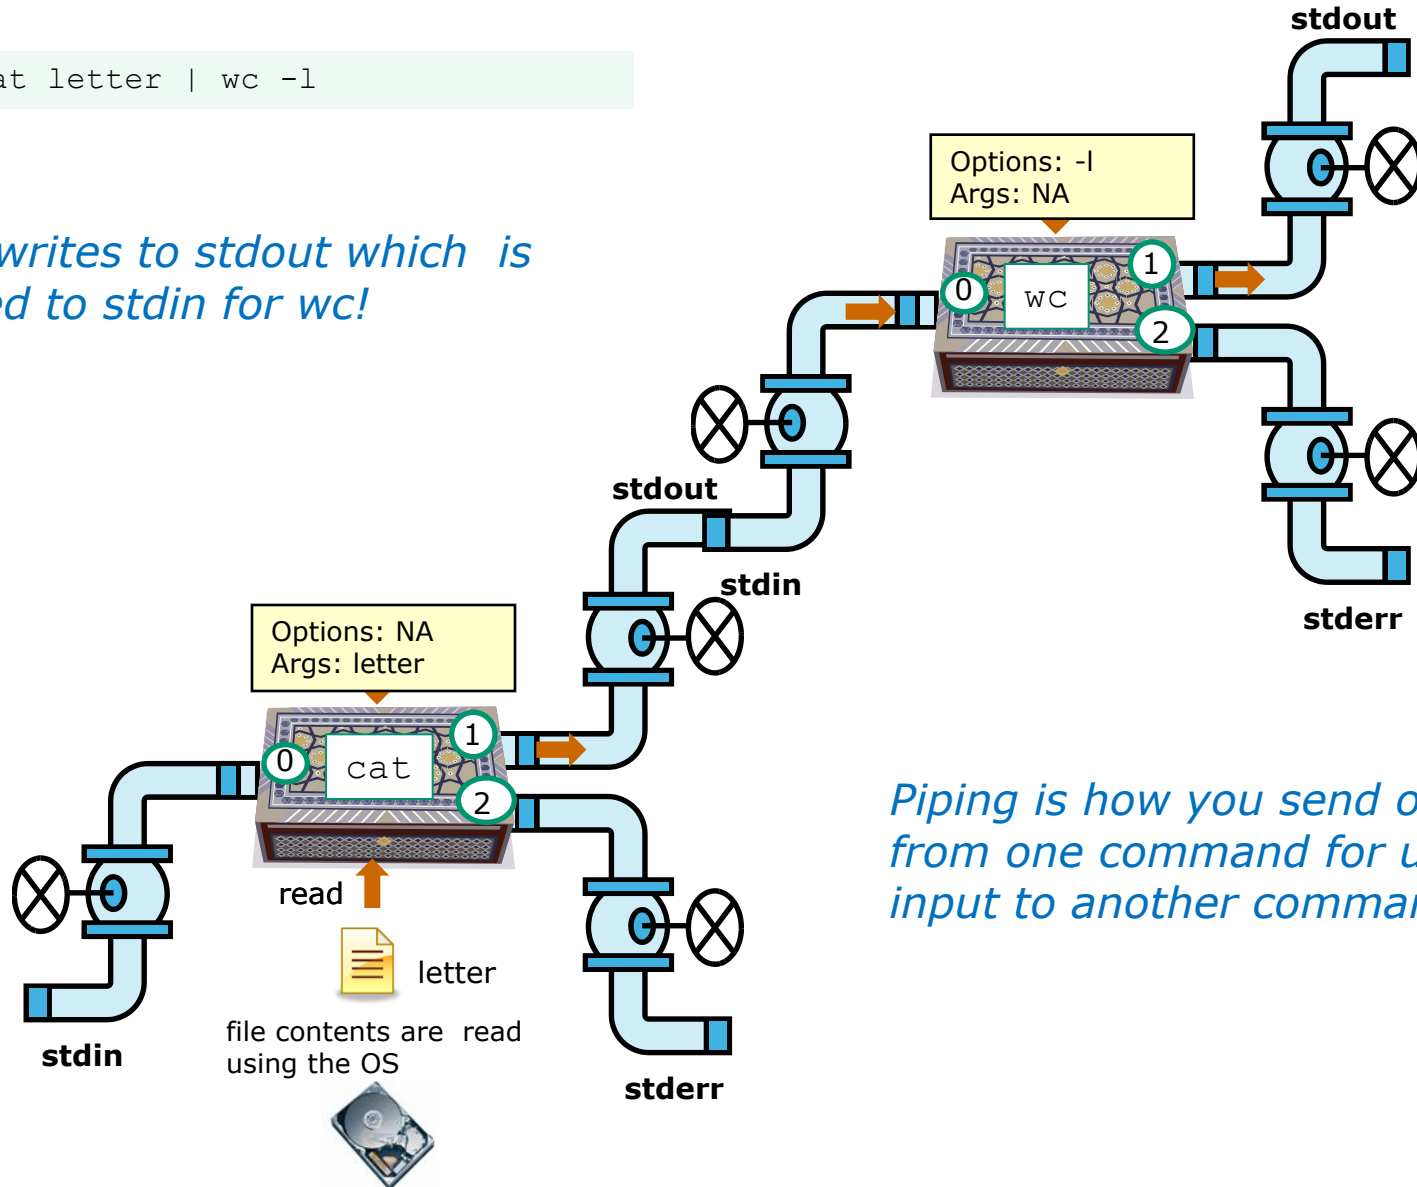 stdout
at letter | wc -l
Options: -l
Args: NA
writes to stdout which  is
ed to stdin for wc!
0
wc
1
2
stdout
stdin
stderr
Options: NA
Args: letter
0
cat
1
2
Piping is how you send o
from one command for u
input to another comman
read
letter
file contents are  read
using the OS
stdin
stderr